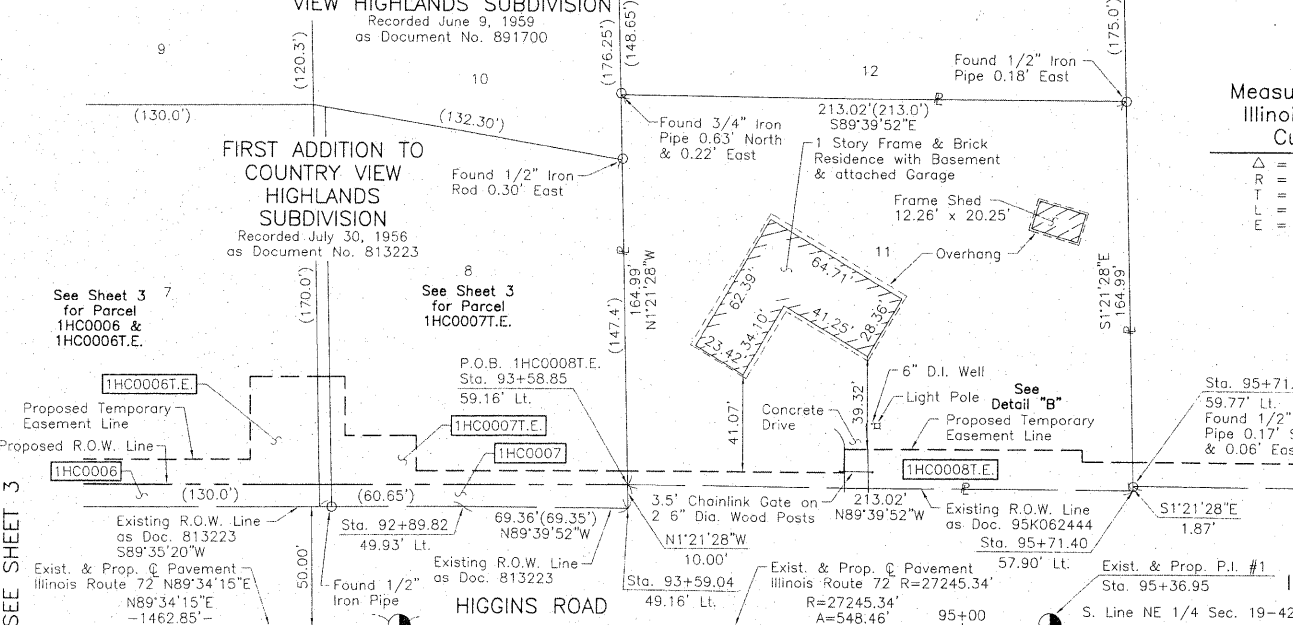 VIEW HIGHLANDS SUBDIVISION
Recorded June 9, 1959
as Document No. 891700
9
10
12
(120.3')
(176.25')
(148.65')
(175.0')
Found 1/2" Iron
Pipe 0.18' East
(130.0')
(132.30')
213.02'(213.0')
S89°39'52"E
Found 3/4" Iron
Pipe 0.63' North
& 0.22' East
Measu
Illinoi
Cu
Δ =
R =
T =
L =
E =
FIRST ADDITION TO
COUNTRY VIEW
HIGHLANDS
SUBDIVISION
Recorded July 30, 1956
as Document No. 813223
Found 1/2" Iron
Rod 0.30' East
1 Story Frame & Brick
Residence with Basement
& attached Garage
Frame Shed
12.26' x 20.25'
11
Overhang
64.71'
62.39'
41.25'
28.36'
34.10'
23.42'
164.99'
N1°21'28"W
(147.4')
S1°21'28"E
164.99'
(170.0')
7
8
See Sheet 3
for Parcel
1HC0006 &
1HC0006T.E.
See Sheet 3
for Parcel
1HC0007T.E.
P.O.B. 1HC0008T.E.
Sta. 93+58.85
59.16' Lt.
1HC0006T.E.
Proposed Temporary
Easement Line
Proposed R.O.W. Line
1HC0006
1HC0007T.E.
1HC0007
41.07'
39.32'
Concrete
Drive
6" D.I. Well
Light Pole
See
Detail "B"
Proposed Temporary
Easement Line
1HC0008T.E.
Sta. 95+71.
59.77' Lt.
Found 1/2"
Pipe 0.17' S
& 0.06' Eas
(130.0')
(60.65')
Existing R.O.W. Line
as Doc. 813223
S89°35'20"W
Sta. 92+89.82
49.93' Lt.
69.36'(69.35')
N89°39'52"W
Existing R.O.W. Line
as Doc. 813223
3.5' Chainlink Gate on
2 6" Dia. Wood Posts
213.02'
N89°39'52"W
Existing R.O.W. Line
as Doc. 95K062444
Sta. 95+71.40
57.90' Lt.
S1°21'28"E
1.87'
N1°21'28"W
10.00'
Sta. 93+59.04
49.16' Lt.
Exist. & Prop. ℄ Pavement
Illinois Route 72 N89°34'15"E
N89°34'15"E
-1462.85'-
50.00'
Found 1/2"
Iron Pipe
HIGGINS ROAD
Exist. & Prop. ℄ Pavement
Illinois Route 72 R=27245.34'
R=27245.34'
A=548.46'
95+00
Exist. & Prop. P.I. #1
Sta. 95+36.95
S. Line NE 1/4 Sec. 19-42
SEE SHEET 3